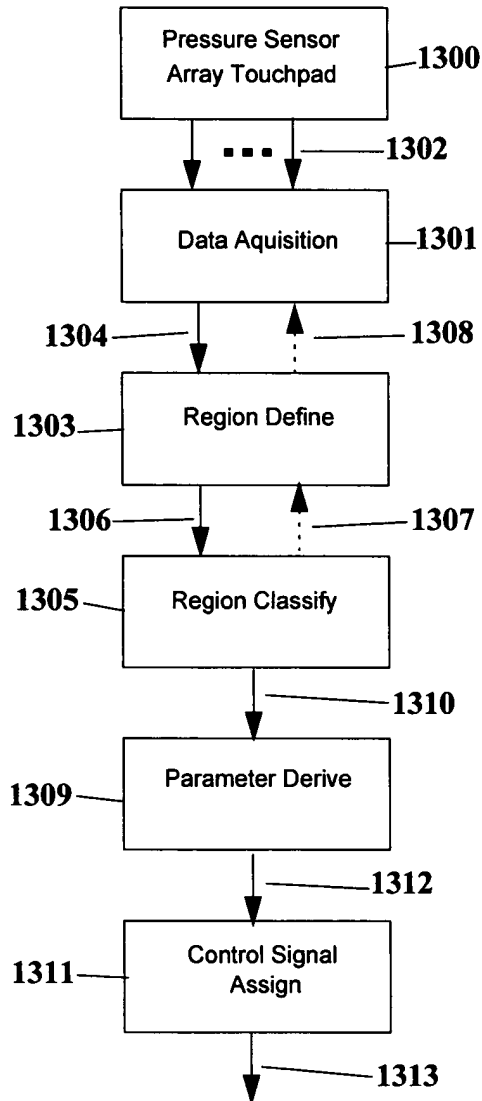 Pressure Sensor
Array Touchpad
1300
1302
Data Aquisition
1301
1304
1308
Region Define
1303
1306
1307
Region Classify
1305
1310
Parameter Derive
1309
1312
Control Signal
Assign
1311
1313